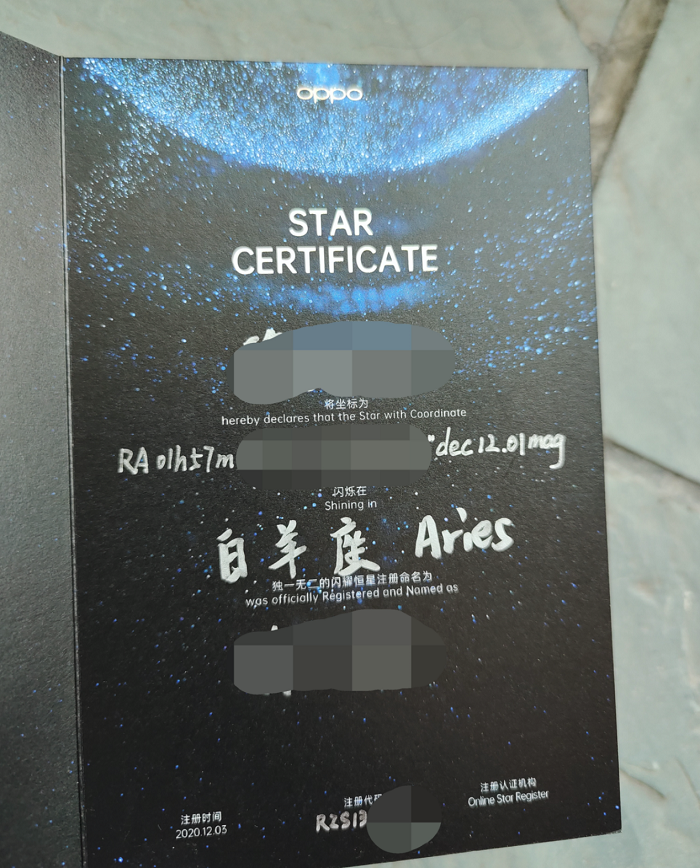 oppo
STAR
CERTIFICATE
将坐标为
hereby declares that the Star with Coordinate
RA 01h57m "dec 12.01mag
闪烁在
Shining in
白羊座 Aries
独一无二的闪耀恒星注册命名为
was officially Registered and Named as
注册时间
2020.12.03
注册代码
RZS13
注册认证机构
Online Star Register